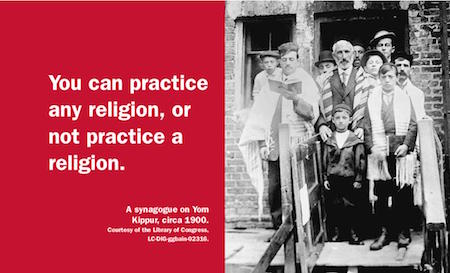 You can practice
any religion, or
not practice a
religion.
A synagogue on Yom
Kippur, circa 1900.
Courtesy of the Library of Congress,
LC-DIG-ggbain-02316.